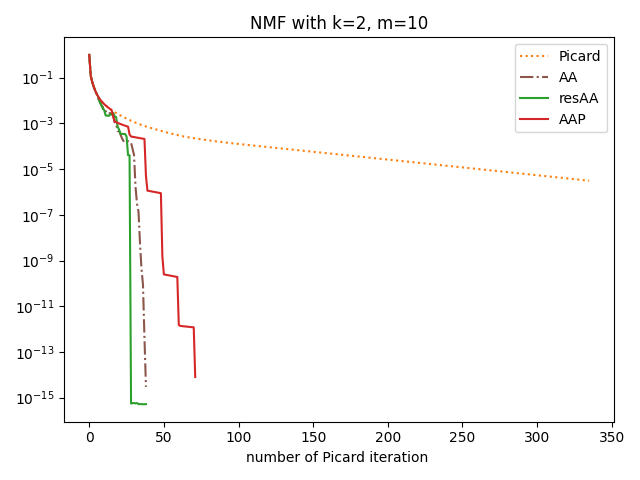 NMF with k=2, m=10
Picard
AA
resAA
AAP
10⁻¹
10⁻³
10⁻⁵
10⁻⁷
10⁻⁹
10⁻¹¹
10⁻¹³
10⁻¹⁵
0 50 100 150 200 250 300 350
number of Picard iteration